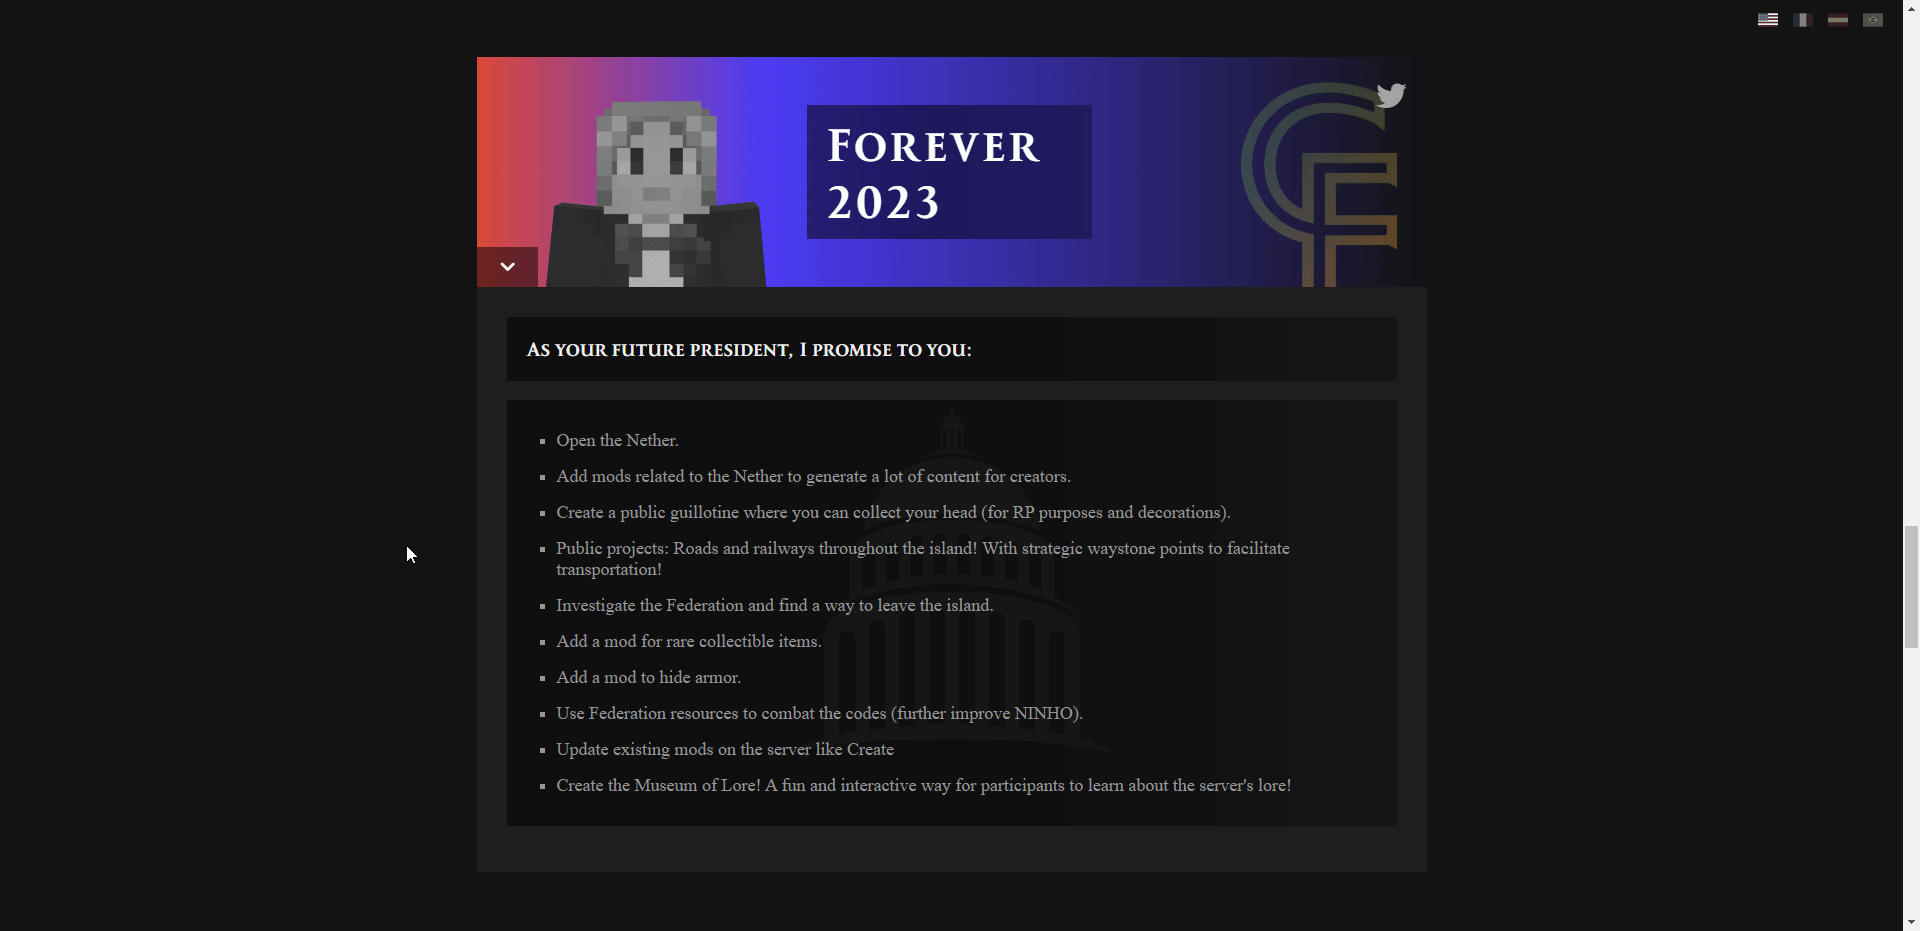 Forever
2023
As your future president, I promise to you:
Open the Nether.
Add mods related to the Nether to generate a lot of content for creators.
Create a public guillotine where you can collect your head (for RP purposes and decorations).
Public projects: Roads and railways throughout the island! With strategic waystone points to facilitate
transportation!
Investigate the Federation and find a way to leave the island.
Add a mod for rare collectible items.
Add a mod to hide armor.
Use Federation resources to combat the codes (further improve NINHO).
Update existing mods on the server like Create
Create the Museum of Lore! A fun and interactive way for participants to learn about the server's lore!